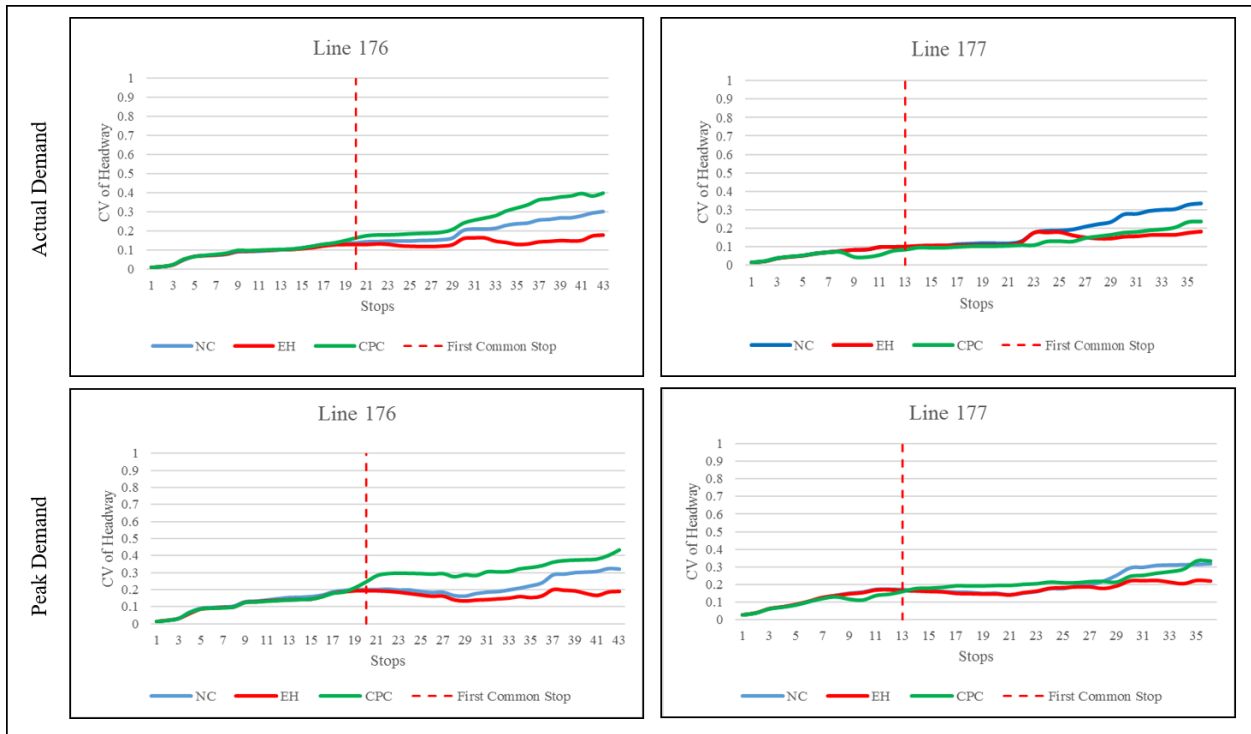 Actual Demand
Line 176
CV of Headway
1
0.9
0.8
0.7
0.6
0.5
0.4
0.3
0.2
0.1
0
1 3 5 7 9 11 13 15 17 19 21 23 25 27 29 31 33 35 37 39 41 43
Stops
NC EH CPC First Common Stop
Line 177
CV of Headway
1
0.9
0.8
0.7
0.6
0.5
0.4
0.3
0.2
0.1
0
1 3 5 7 9 11 13 15 17 19 21 23 25 27 29 31 33 35
Stops
NC EH CPC First Common Stop
Peak Demand
Line 176
CV of Headway
1
0.9
0.8
0.7
0.6
0.5
0.4
0.3
0.2
0.1
0
1 3 5 7 9 11 13 15 17 19 21 23 25 27 29 31 33 35 37 39 41 43
Stops
NC EH CPC First Common Stop
Line 177
CV of Headway
1
0.9
0.8
0.7
0.6
0.5
0.4
0.3
0.2
0.1
0
1 3 5 7 9 11 13 15 17 19 21 23 25 27 29 31 33 35
Stops
NC EH CPC First Common Stop